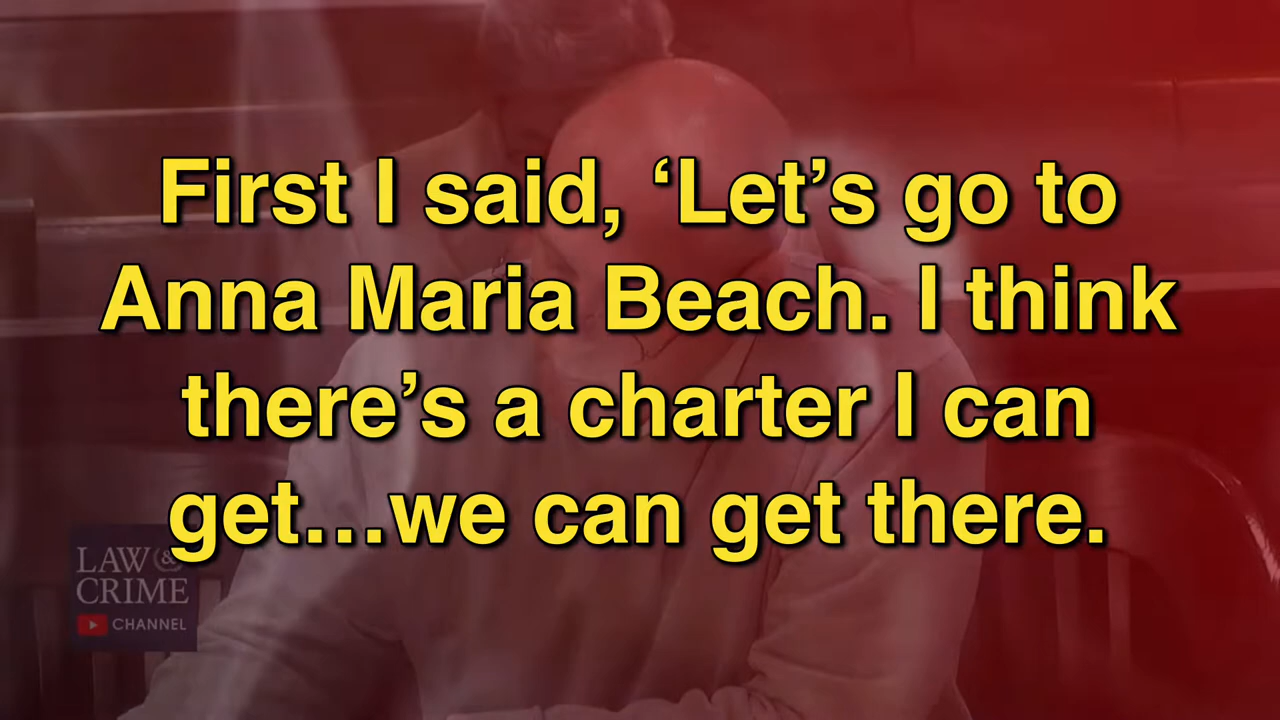 First I said, ‘Let’s go to
Anna Maria Beach. I think
there’s a charter I can
get...we can get there.
LAW &
CRIME
CHANNEL